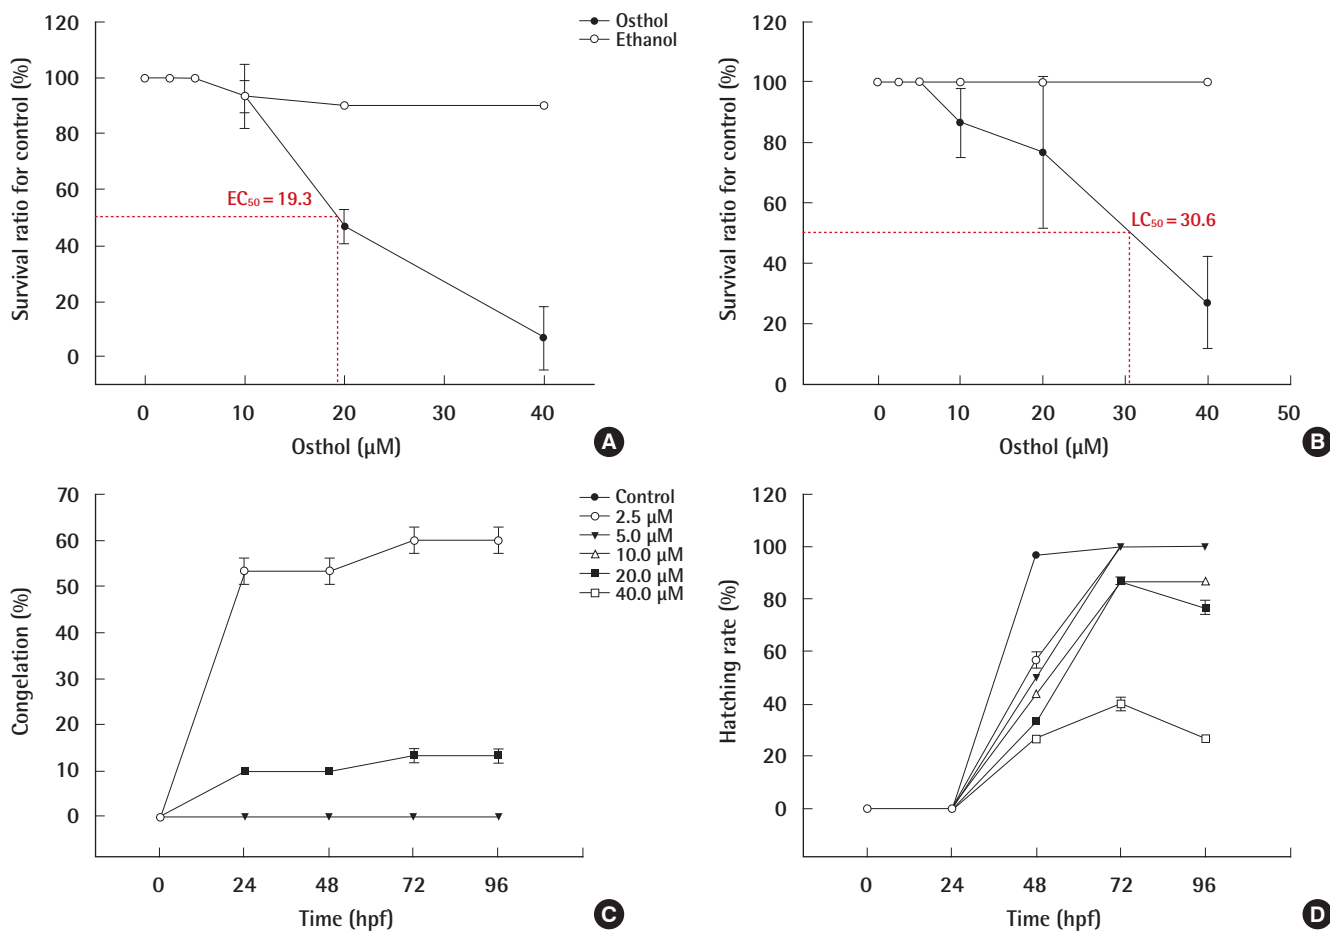 120
100
80
60
40
20
0
Survival ratio for control (%)
Osthol
Ethanol
EC50 = 19.3
0 10 20 30 40
Osthol (μM)
A
120
100
80
60
40
20
0
Survival ratio for control (%)
LC50 = 30.6
0 10 20 30 40 50
Osthol (μM)
B
70
60
50
40
30
20
10
0
Congelation (%)
Control
2.5 μM
5.0 μM
10.0 μM
20.0 μM
40.0 μM
0 24 48 72 96
Time (hpf)
C
120
100
80
60
40
20
0
Hatching rate (%)
0 24 48 72 96
Time (hpf)
D